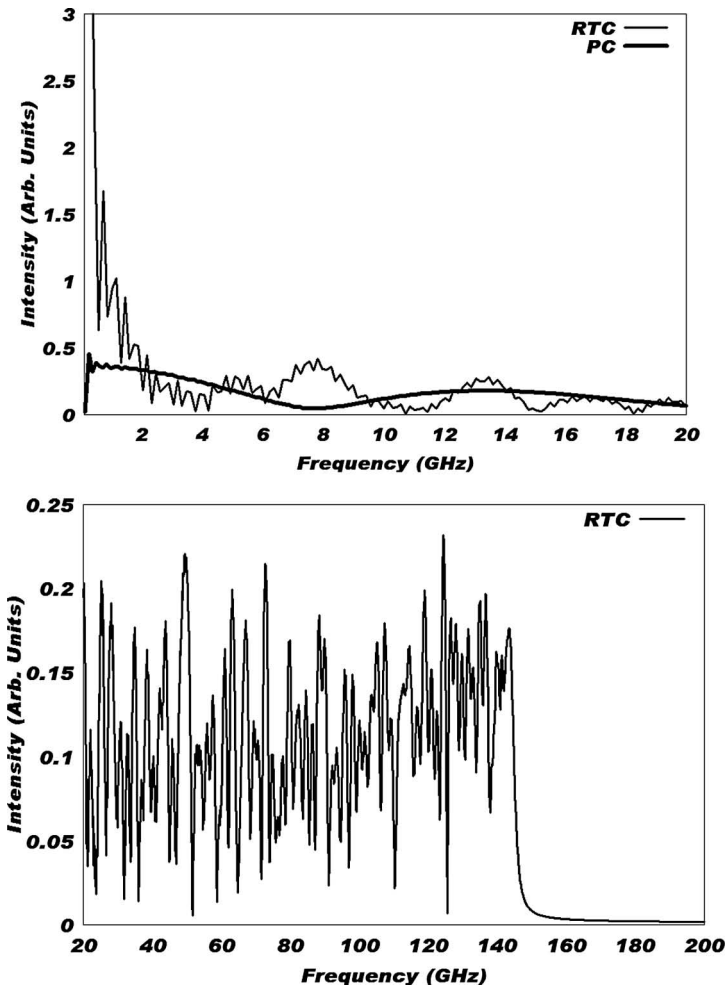 3
2.5
2
1.5
1
0.5
0
Intensity (Arb. Units)
RTC
PC
2 4 6 8 10 12 14 16 18 20
Frequency (GHz)
0.25
0.2
0.15
0.1
0.05
0
Intensity (Arb. Units)
RTC
20 40 60 80 100 120 140 160 180 200
Frequency (GHz)